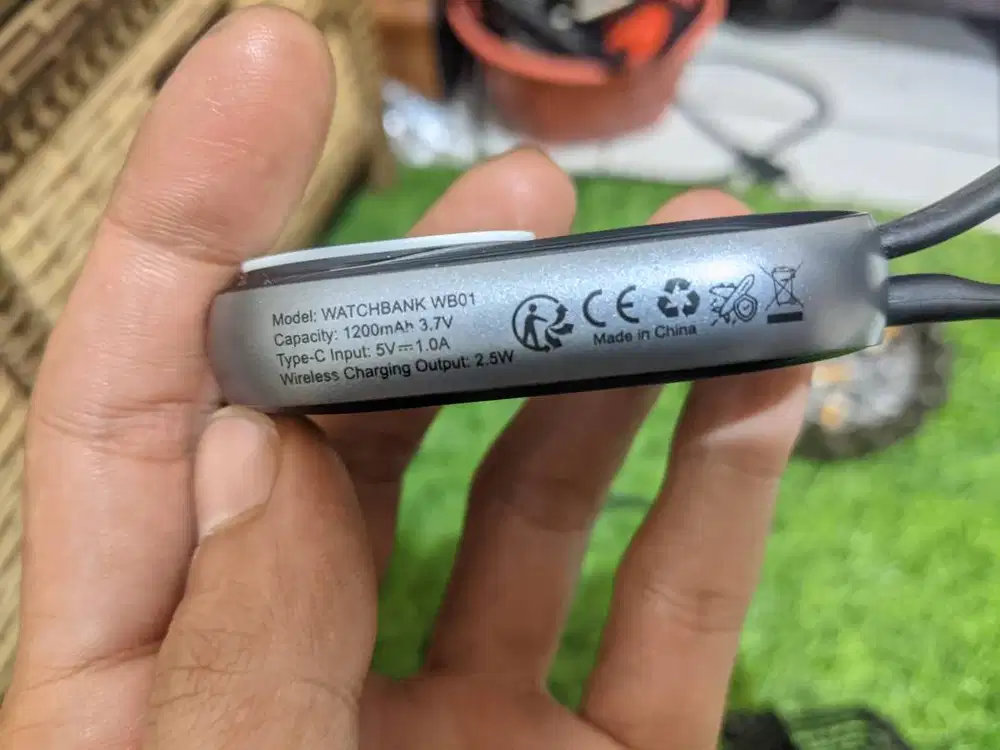 Model: WATCHBANK WB01
Capacity: 1200mAh 3.7V
Type-C Input: 5V⎓1.0A
Wireless Charging Output: 2.5W
CE
Made in China